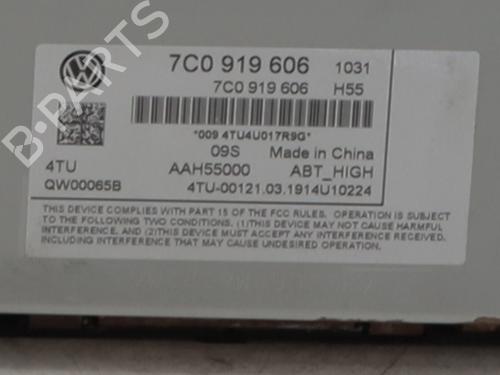 B-PARTS
7C0 919 606 1031
7C0 919 606 H55
*009 4TU4U017R9G*
09S Made in China
4TU AAH55000 ABT_HIGH
QW00065B 4TU-00121.03.1914U10224
THIS DEVICE COMPLIES WITH PART 15 OF THE FCC RULES. OPERATION IS SUBJECT
TO THE FOLLOWING TWO CONDITIONS. (1)THIS DEVICE MAY NOT CAUSE HARMFUL
INTERFERENCE. AND (2)THIS DEVICE MUST ACCEPT ANY INTERFERENCE RECEIVED.
INCLUDING INTERFERENCE THAT MAY CAUSE UNDESIRED OPERATION.